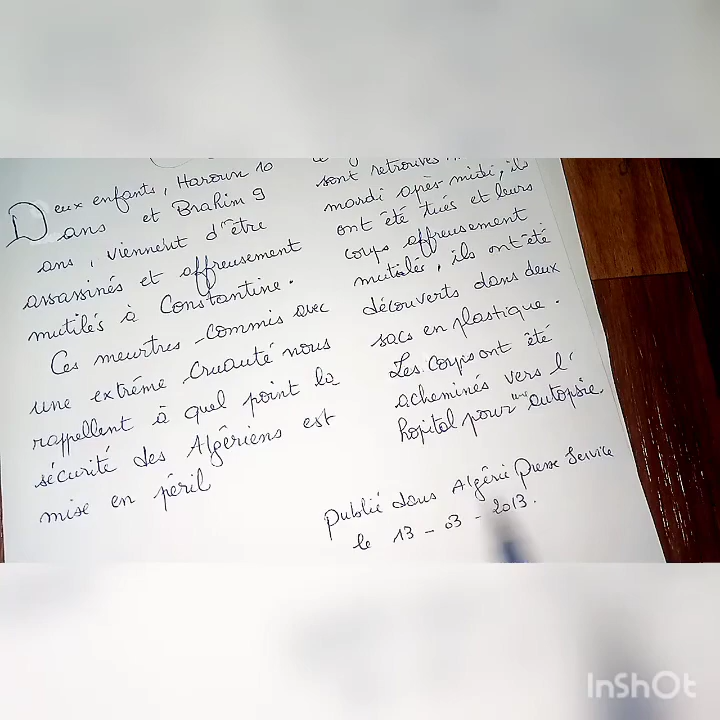 Deux enfants, Haroun 10
ans et Brahim 9
ans, viennent d'être
assassinés et affreusement
mutilés à Constantine.
Ces meurtres commis avec
une extrême cruauté nous
rappellent à quel point la
sécurité des Algériens est
mise en péril
sont retrouvés
mardi après-midi, ils
ont été tués et leurs
corps affreusement
mutilés, ils ont été
découverts dans deux
sacs en plastique.
Les corps ont été
acheminés vers l'
hopital pour une autopsie.
publié dans Algérie Presse Service
le 13 - 03 - 2013.
InShOt